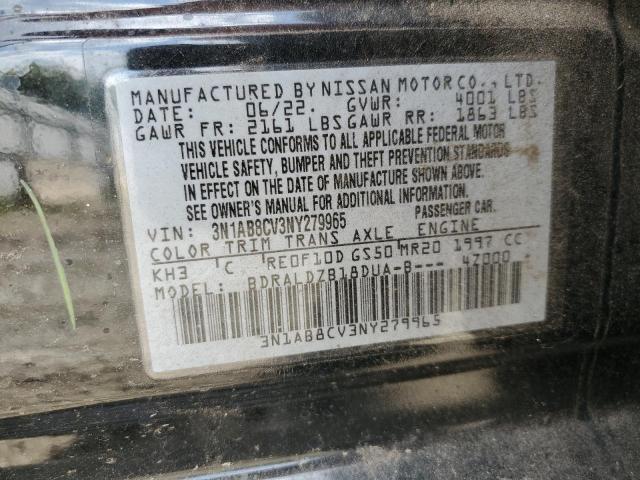 MANUFACTURED BY NISSAN MOTOR CO., LTD.
DATE: 06/22. GVWR: 4001 LBS
GAWR FR: 2161 LBS GAWR RR: 1863 LBS
THIS VEHICLE CONFORMS TO ALL APPLICABLE FEDERAL MOTOR
VEHICLE SAFETY, BUMPER AND THEFT PREVENTION STANDARDS
IN EFFECT ON THE DATE OF MANUFACTURE SHOWN ABOVE.
SEE OWNER'S MANUAL FOR ADDITIONAL INFORMATION.
VIN: 3N1AB8CV3NY279965 PASSENGER CAR.
COLOR TRIM TRANS AXLE ENGINE
KH3 C RE0F10D GS50 MR20 1997 CC
MODEL: BDRALDZB18DUA-B--- 4Z000
3N1AB8CV3NY279965